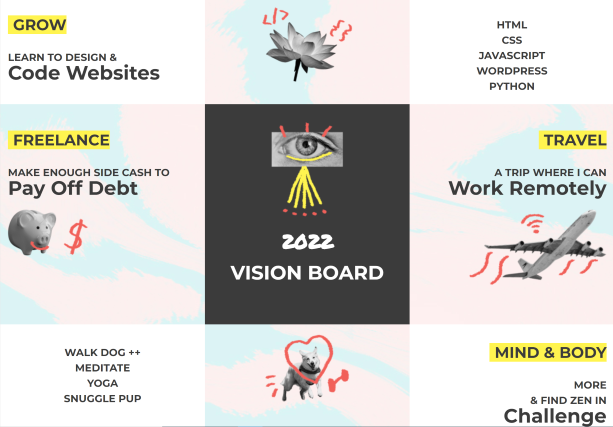 GROW
LEARN TO DESIGN &
Code Websites
</>
{}
HTML
CSS
JAVASCRIPT
WORDPRESS
PYTHON
FREELANCE
MAKE ENOUGH SIDE CASH TO
Pay Off Debt
$
2022
VISION BOARD
TRAVEL
A TRIP WHERE I CAN
Work Remotely
WALK DOG ++
MEDITATE
YOGA
SNUGGLE PUP
MIND & BODY
MORE
& FIND ZEN IN
Challenge